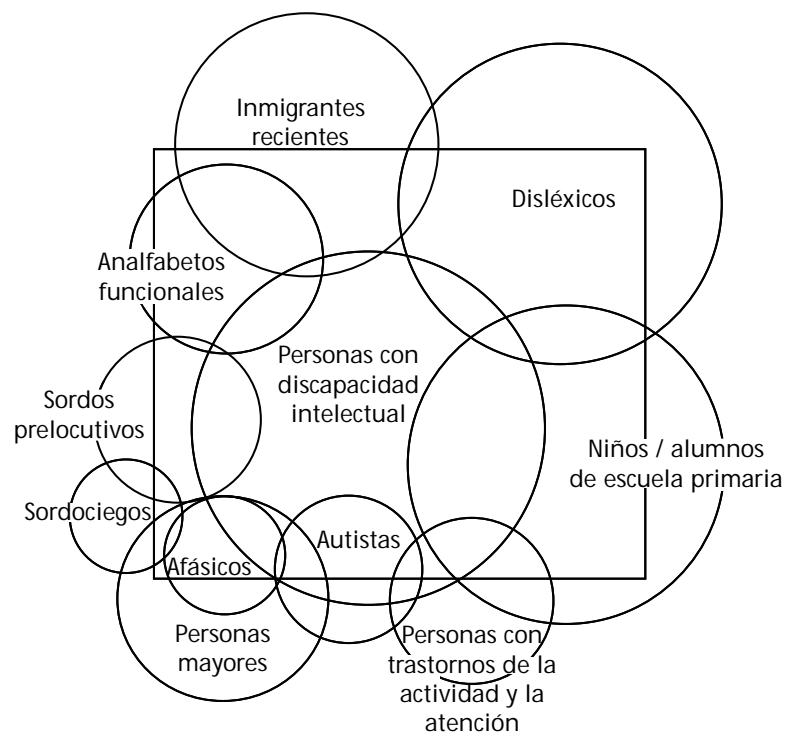 Inmigrantes
recientes
Disléxicos
Analfabetos
funcionales
Personas con
discapacidad
intelectual
Sordos
prelocutivos
Niños / alumnos
de escuela primaria
Sordociegos
Autistas
Afásicos
Personas
mayores
Personas con
trastornos de la
actividad y la
atención